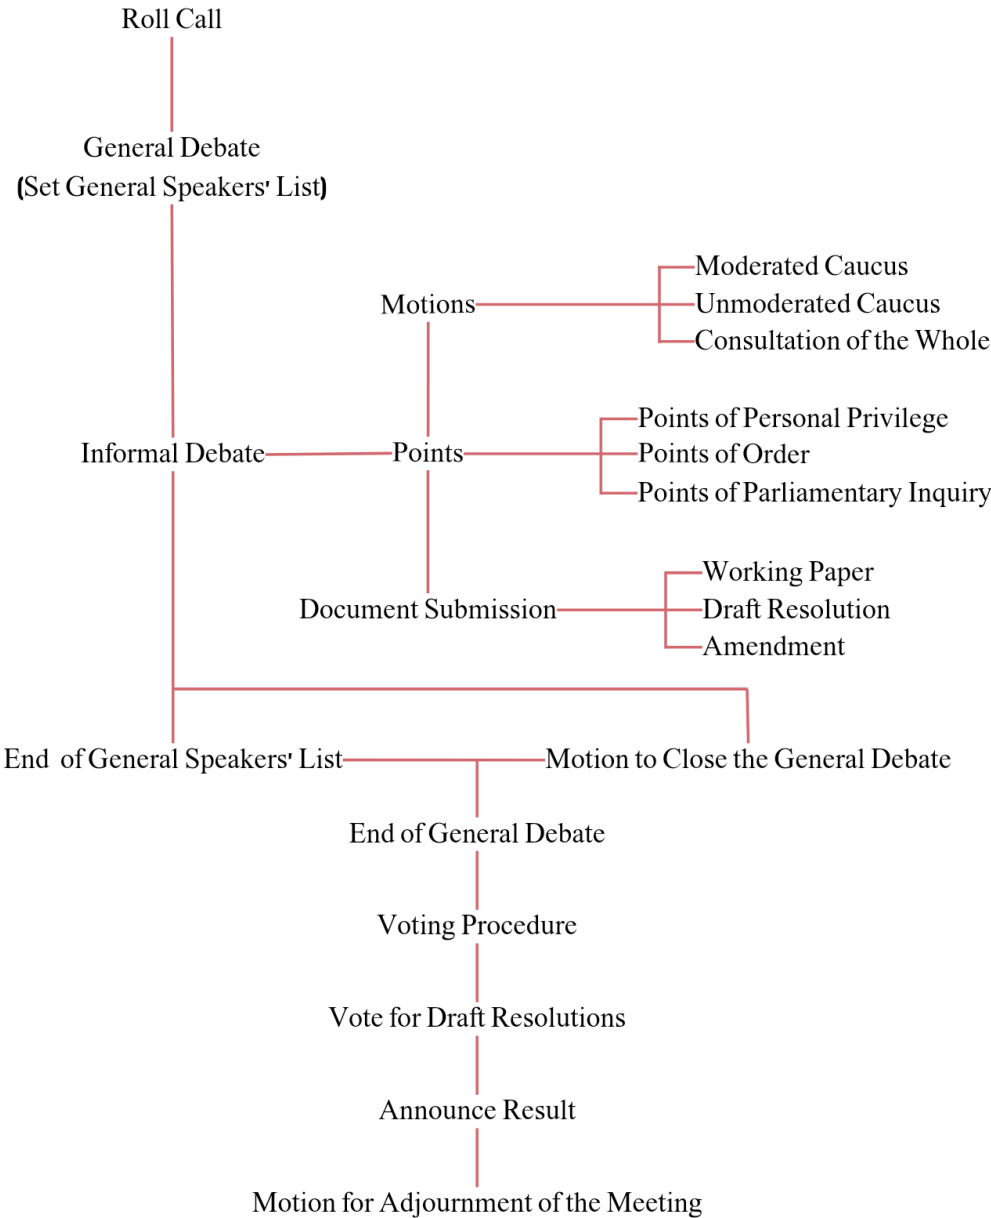 Roll Call
General Debate
(Set General Speakers' List)
Moderated Caucus
Motions
Unmoderated Caucus
Consultation of the Whole
Points of Personal Privilege
Informal Debate
Points
Points of Order
Points of Parliamentary Inquiry
Working Paper
Document Submission
Draft Resolution
Amendment
End of General Speakers' List
Motion to Close the General Debate
End of General Debate
Voting Procedure
Vote for Draft Resolutions
Announce Result
Motion for Adjournment of the Meeting